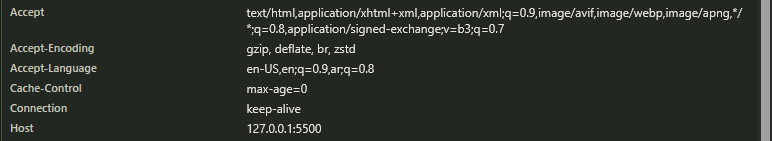 Accept text/html,application/xhtml+xml,application/xml;q=0.9,image/avif,image/webp,image/apng,*/
*;q=0.8,application/signed-exchange;v=b3;q=0.7
Accept-Encoding gzip, deflate, br, zstd
Accept-Language en-US,en;q=0.9,ar;q=0.8
Cache-Control max-age=0
Connection keep-alive
Host 127.0.0.1:5500